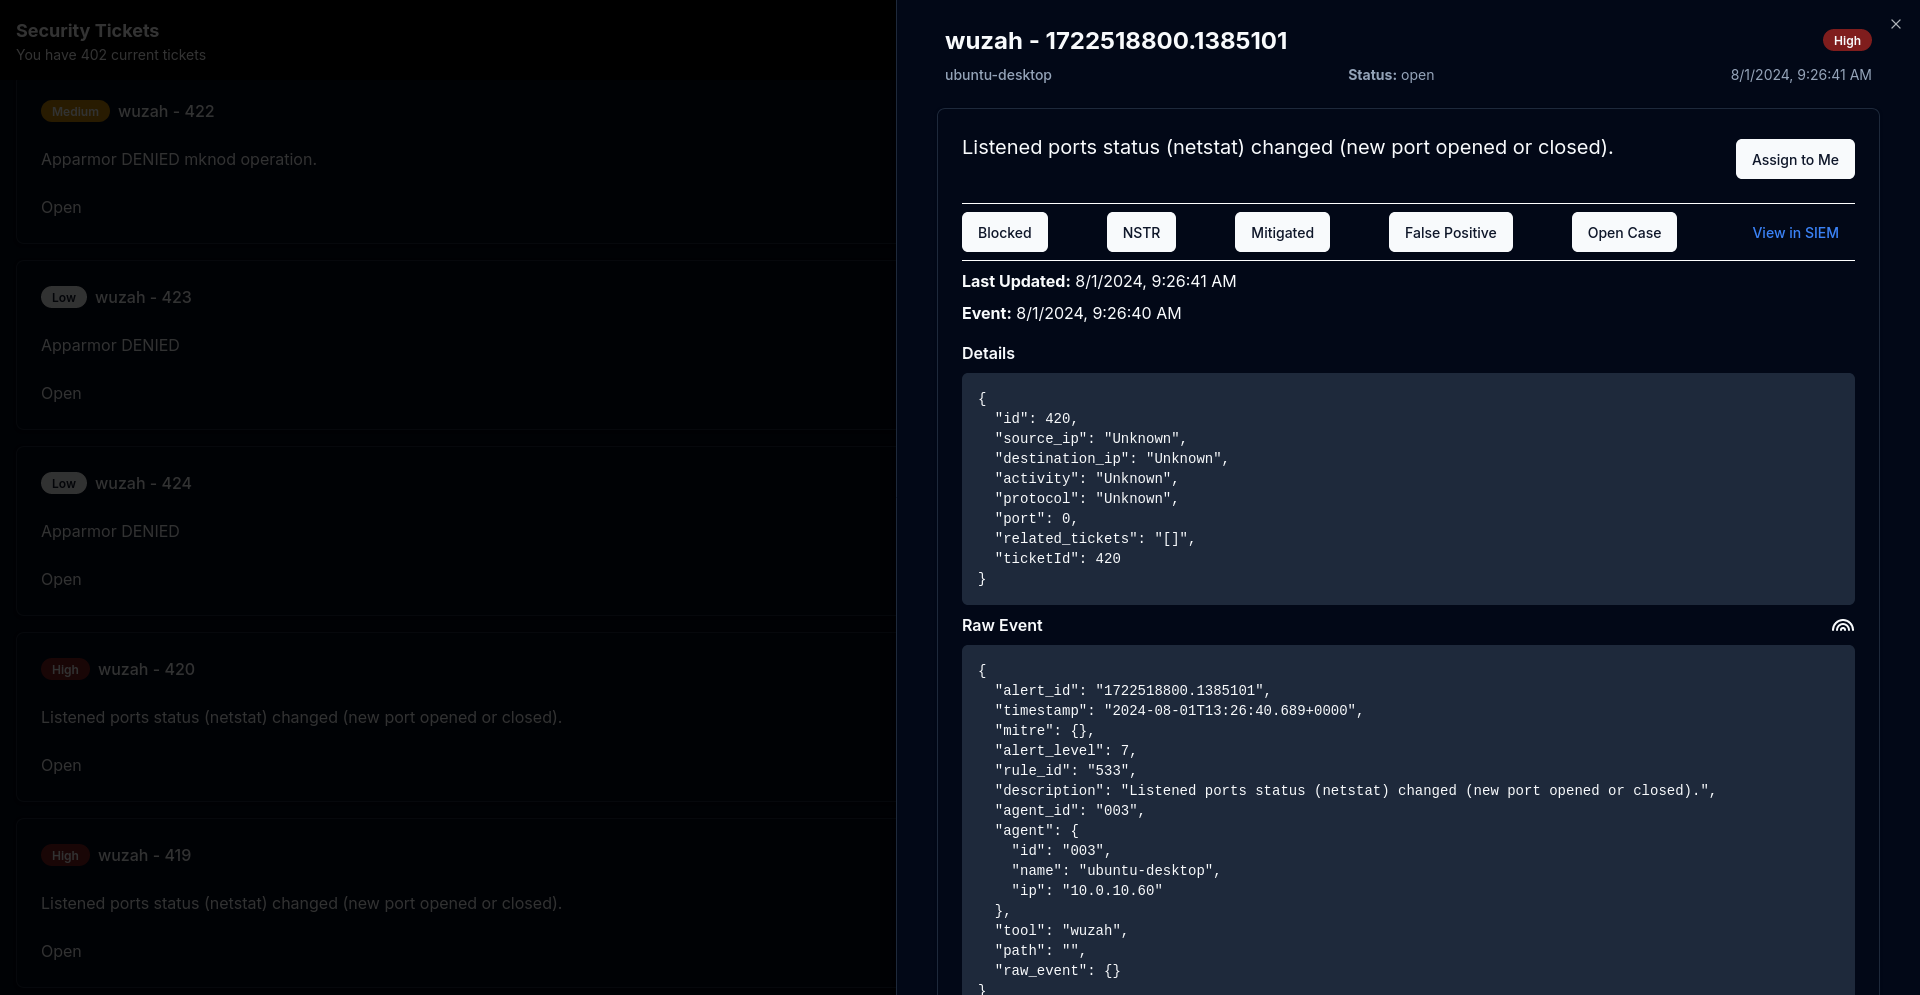 Security Tickets
You have 402 current tickets
Medium wuzah - 422
Apparmor DENIED mknod operation.
Open
Low wuzah - 423
Apparmor DENIED
Open
Low wuzah - 424
Apparmor DENIED
Open
High wuzah - 420
Listened ports status (netstat) changed (new port opened or closed).
Open
High wuzah - 419
Listened ports status (netstat) changed (new port opened or closed).
Open
wuzah - 1722518800.1385101
High
ubuntu-desktop
Status: open
8/1/2024, 9:26:41 AM
Listened ports status (netstat) changed (new port opened or closed).
Assign to Me
Blocked
NSTR
Mitigated
False Positive
Open Case
View in SIEM
Last Updated: 8/1/2024, 9:26:41 AM
Event: 8/1/2024, 9:26:40 AM
Details
{
  "id": 420,
  "source_ip": "Unknown",
  "destination_ip": "Unknown",
  "activity": "Unknown",
  "protocol": "Unknown",
  "port": 0,
  "related_tickets": "[]",
  "ticketId": 420
}
Raw Event
{
  "alert_id": "1722518800.1385101",
  "timestamp": "2024-08-01T13:26:40.689+0000",
  "mitre": {},
  "alert_level": 7,
  "rule_id": "533",
  "description": "Listened ports status (netstat) changed (new port opened or closed).",
  "agent_id": "003",
  "agent": {
    "id": "003",
    "name": "ubuntu-desktop",
    "ip": "10.0.10.60"
  },
  "tool": "wuzah",
  "path": "",
  "raw_event": {}
}